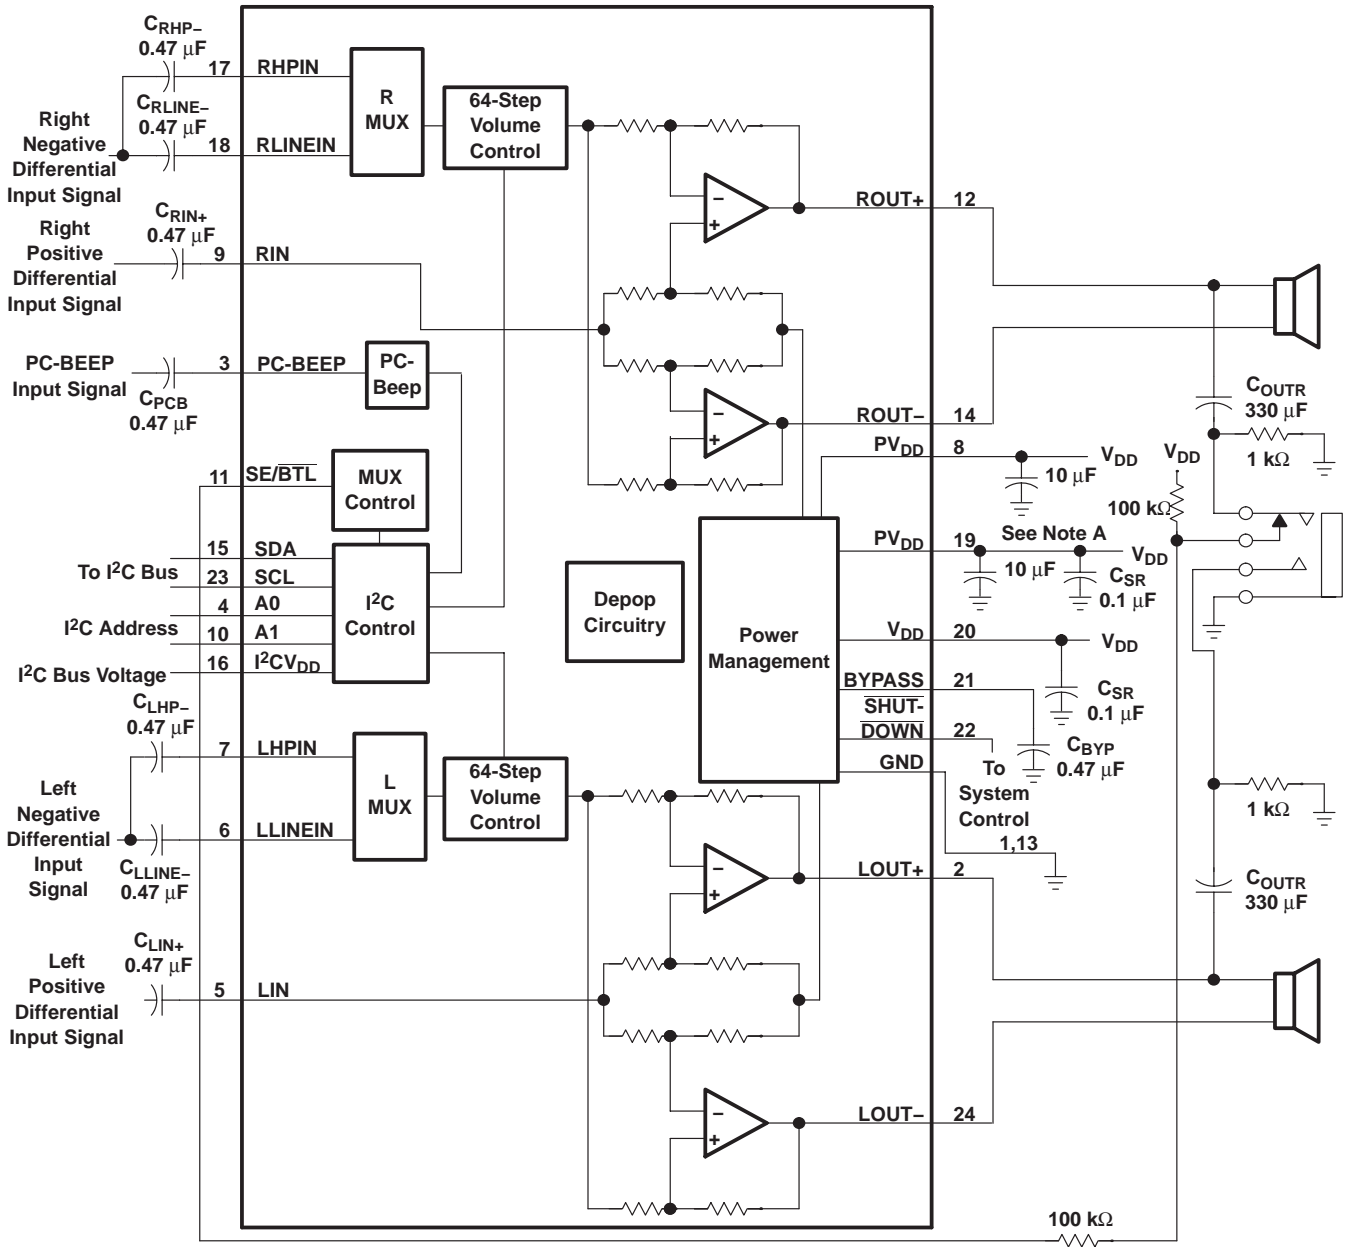 CRHP–
0.47 μF
17
RHPIN
CRLINE–
0.47 μF
Right
Negative
Differential
Input Signal
18
RLINEIN
R
MUX
64-Step
Volume
Control
–
+
ROUT+
12
CRIN+
0.47 μF
Right
Positive
Differential
Input Signal
9
RIN
PC-BEEP
Input Signal
3
PC-BEEP
CPCB
0.47 μF
PC-
Beep
–
+
ROUT–
14
COUTR
330 μF
1 kΩ
PVDD
8
VDD
10 μF
VDD
100 kΩ
11
SE/BTL
MUX
Control
15
SDA
To I2C Bus
23
SCL
4
A0
I2C Address
10
A1
16
I2CVDD
I2C Bus Voltage
I2C
Control
Depop
Circuitry
Power
Management
PVDD
19
See Note A
VDD
10 μF
CSR
0.1 μF
VDD
20
VDD
CSR
0.1 μF
BYPASS
21
CBYP
0.47 μF
SHUT-
DOWN
22
To
System
Control
GND
1,13
CLHP–
0.47 μF
7
LHPIN
Left
Negative
Differential
Input
Signal
6
LLINEIN
CLLINE–
0.47 μF
L
MUX
64-Step
Volume
Control
–
+
LOUT+
2
1 kΩ
COUTR
330 μF
CLIN+
0.47 μF
Left
Positive
Differential
Input Signal
5
LIN
–
+
LOUT–
24
100 kΩ